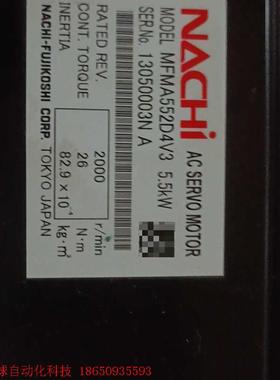 NACHi AC SERVO MOTOR
MODEL MFMA552D4V3 5.5kW
SER.No. 13050003N A
RATED REV. 2000 r/min
CONT. TORQUE 26 N·m
INERTIA 82.9×10⁻⁴ kg·m²
NACHI-FUJIKOSHI CORP. TOKYO JAPAN
球自动化科技 18650935593